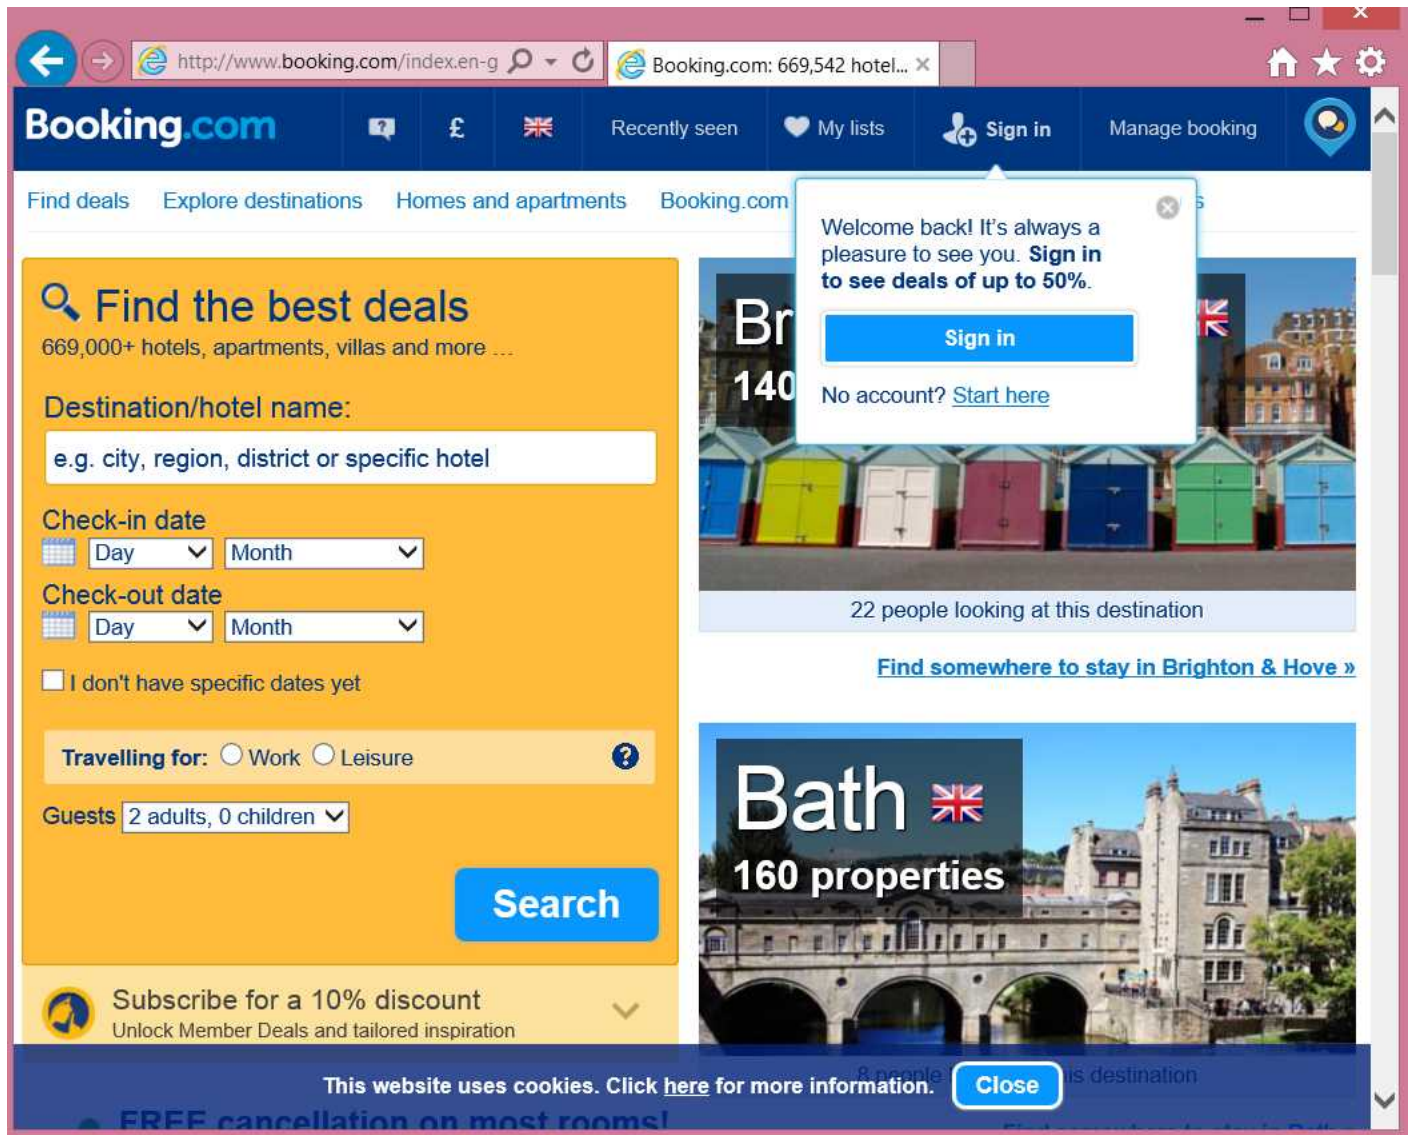 http://www.booking.com/index.en-g
Booking.com: 669,542 hotel...
Booking.com
£
Recently seen
My lists
Sign in
Manage booking
Find deals
Explore destinations
Homes and apartments
Booking.com
s
Welcome back! It's always a
pleasure to see you. Sign in
to see deals of up to 50%.
Sign in
No account? Start here
Find the best deals
669,000+ hotels, apartments, villas and more ...
Destination/hotel name:
e.g. city, region, district or specific hotel
Check-in date
Day
Month
Check-out date
Day
Month
I don't have specific dates yet
Travelling for: Work Leisure ?
Guests 2 adults, 0 children
Search
Subscribe for a 10% discount
Unlock Member Deals and tailored inspiration
Br
140
22 people looking at this destination
Find somewhere to stay in Brighton & Hove »
Bath
160 properties
8 people is destination
This website uses cookies. Click here for more information. Close
FREE cancellation on most rooms!